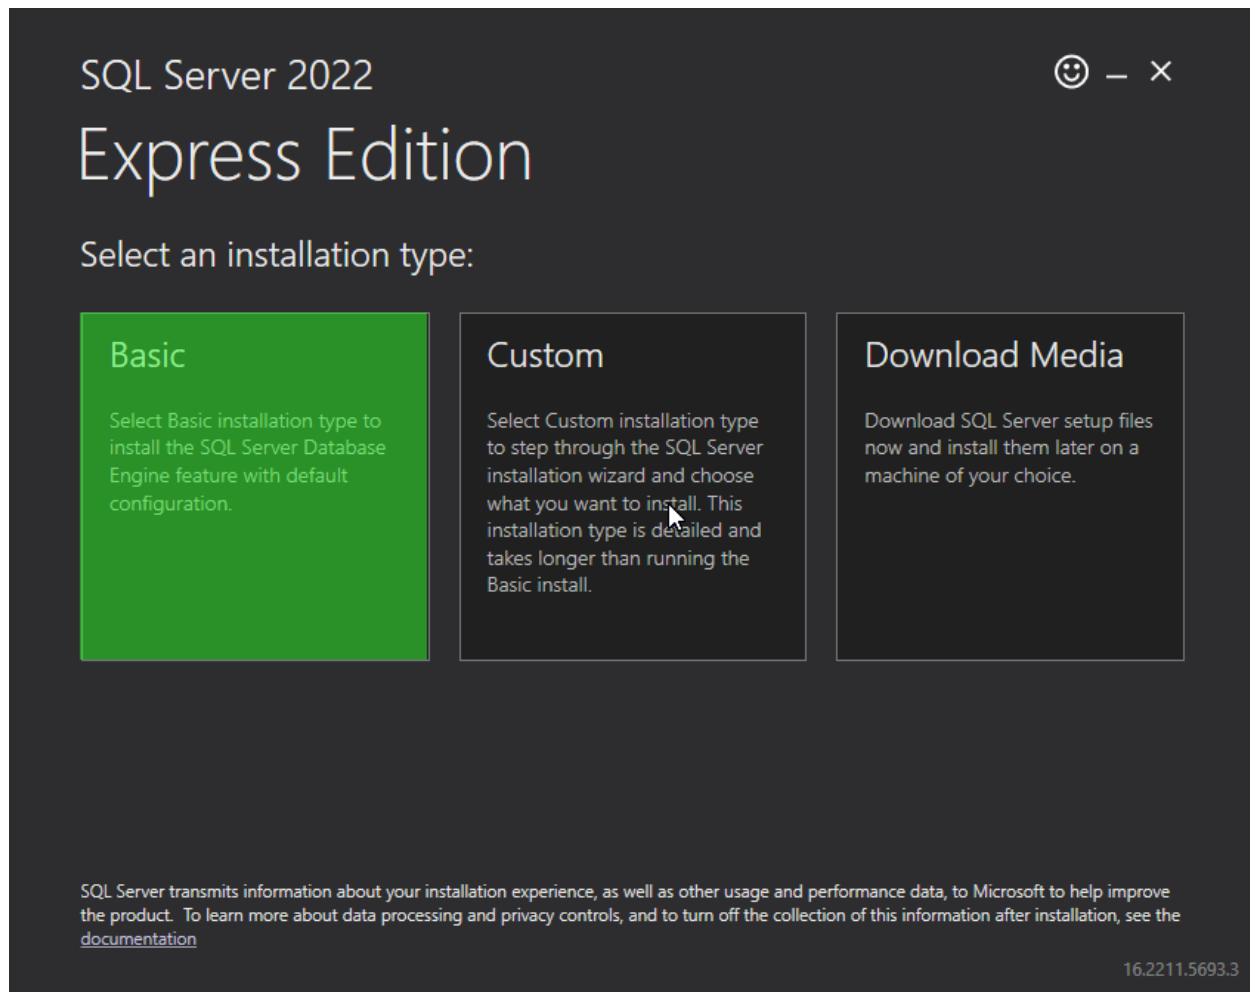 SQL Server 2022
Express Edition
Select an installation type:
Basic
Select Basic installation type to
install the SQL Server Database
Engine feature with default
configuration.
Custom
Select Custom installation type
to step through the SQL Server
installation wizard and choose
what you want to install. This
installation type is detailed and
takes longer than running the
Basic install.
Download Media
Download SQL Server setup files
now and install them later on a
machine of your choice.
SQL Server transmits information about your installation experience, as well as other usage and performance data, to Microsoft to help improve
the product.  To learn more about data processing and privacy controls, and to turn off the collection of this information after installation, see the
documentation
16.2211.5693.3